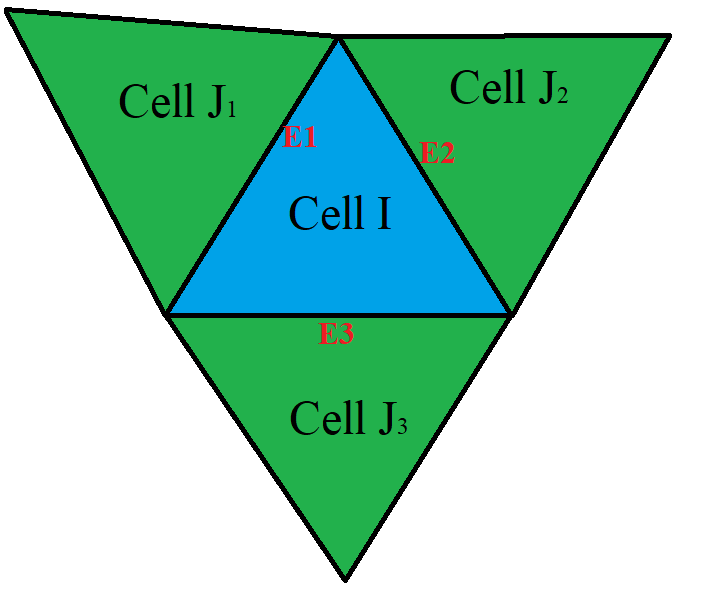 Cell J₁
Cell J₂
E1
E2
Cell I
E3
Cell J₃